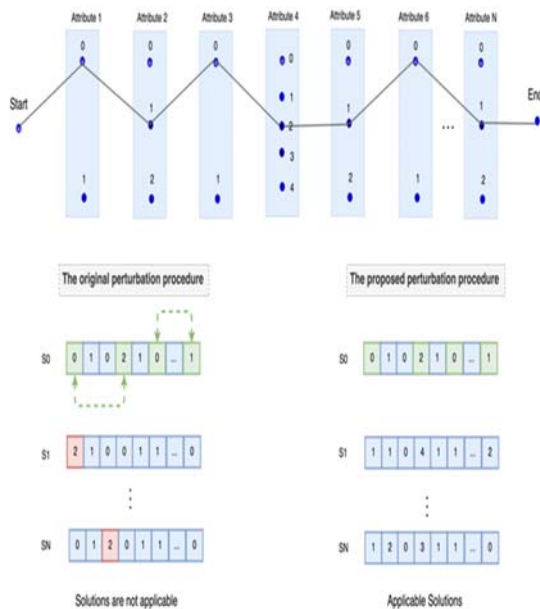 Attribute 1 Attribute 2 Attribute 3 Attribute 4 Attribute 5 Attribute 6 Attribute N
0 0 0 0 0 0 0
Start 1 1 1 2 1 1 End
...
1 2 1 3 2 1 2
4
The original perturbation procedure The proposed perturbation procedure
S0 0 1 0 2 1 0 ... 1 S0 0 1 0 2 1 0 ... 1
S1 2 1 0 0 1 1 ... 0 S1 1 1 0 4 1 1 ... 2
SN 0 1 2 0 1 1 ... 0 SN 1 2 0 3 1 1 ... 0
Solutions are not applicable Applicable Solutions